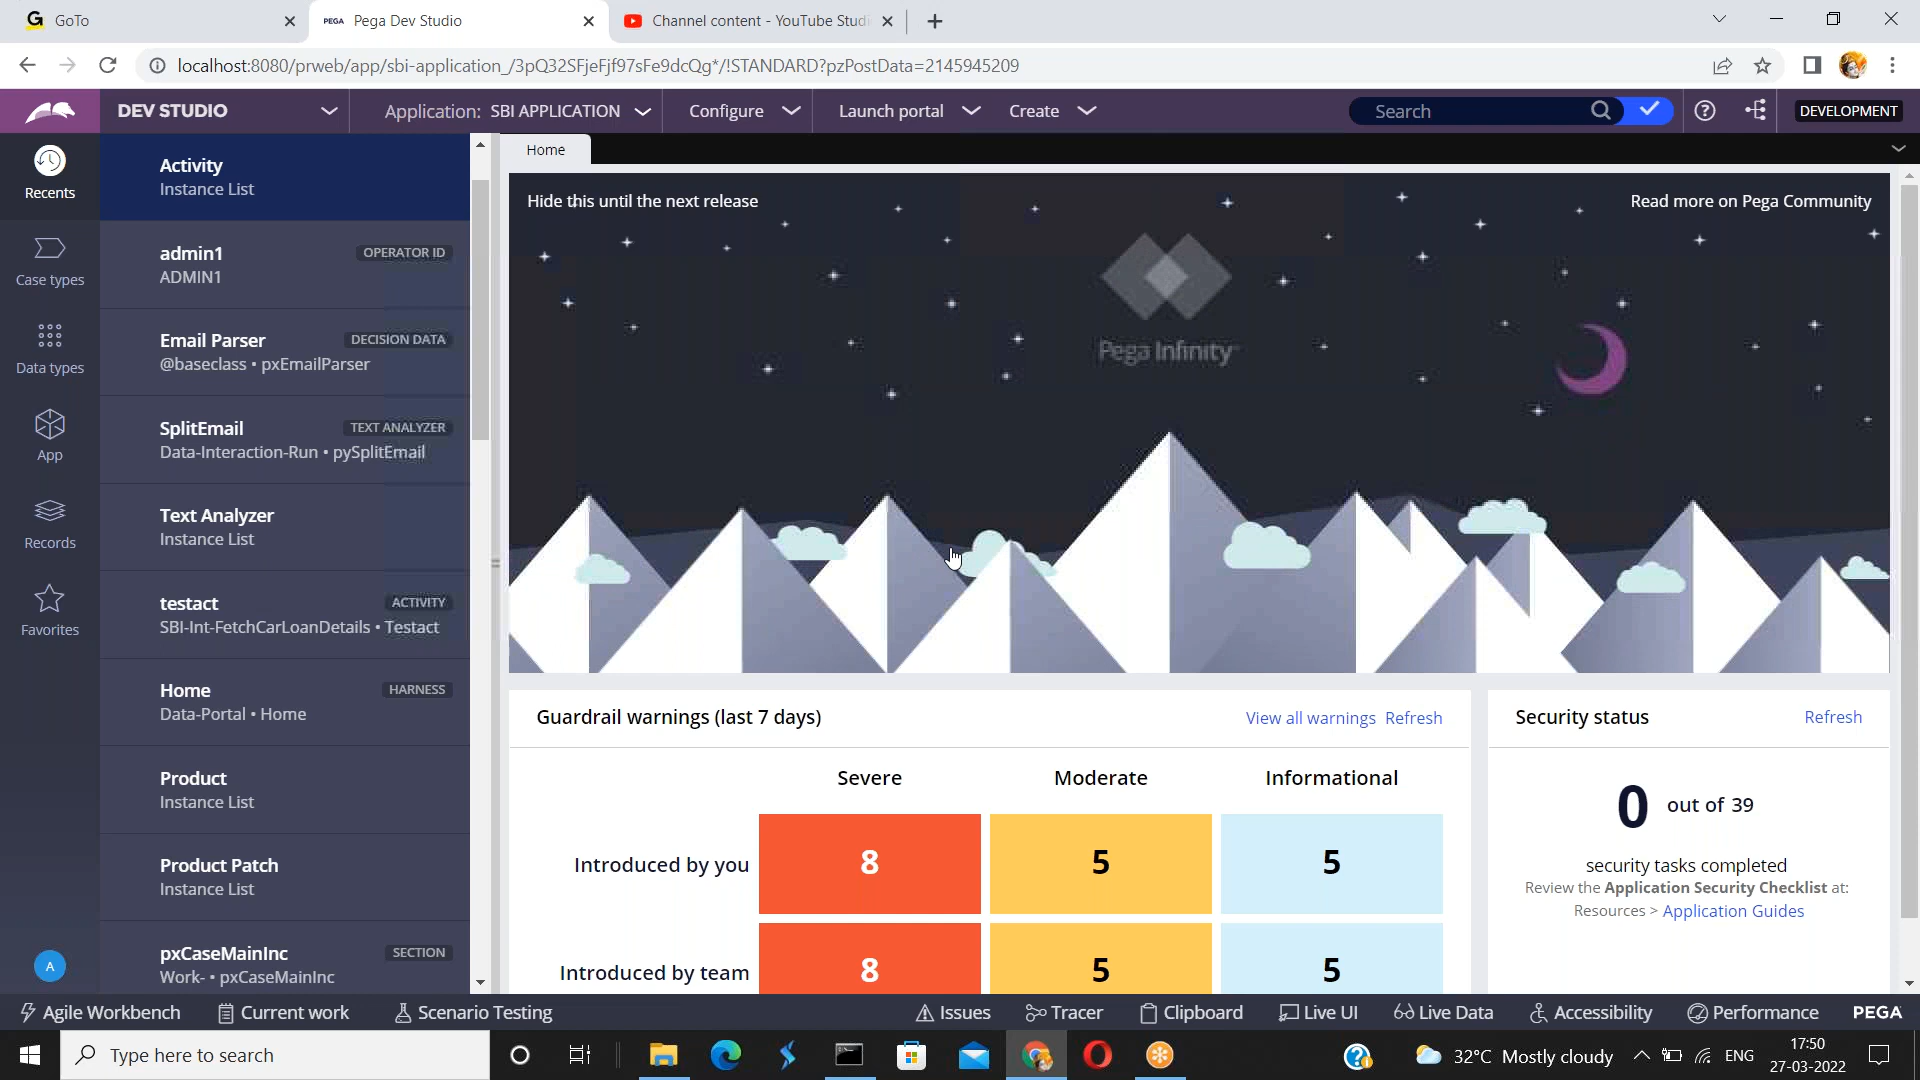 GoTo
PEGA Pega Dev Studio
Channel content - YouTube Studi
localhost:8080/prweb/app/sbi-application_/3pQ32SFjeFjf97sFe9dcQg*/!STANDARD?pzPostData=2145945209
DEV STUDIO
Application: SBI APPLICATION
Configure
Launch portal
Create
Search
DEVELOPMENT
Recents
Case types
Data types
App
Records
Favorites
A
Activity
Instance List
admin1 OPERATOR ID
ADMIN1
Email Parser DECISION DATA
@baseclass • pxEmailParser
SplitEmail TEXT ANALYZER
Data-Interaction-Run • pySplitEmail
Text Analyzer
Instance List
testact ACTIVITY
SBI-Int-FetchCarLoanDetails • Testact
Home HARNESS
Data-Portal • Home
Product
Instance List
Product Patch
Instance List
pxCaseMainInc SECTION
Work- • pxCaseMainInc
Home
Hide this until the next release
Read more on Pega Community
Pega Infinity
Guardrail warnings (last 7 days)
View all warnings Refresh
Severe Moderate Informational
Introduced by you 8 5 5
Introduced by team 8 5 5
Security status Refresh
0 out of 39
security tasks completed
Review the Application Security Checklist at:
Resources > Application Guides
Agile Workbench Current work Scenario Testing Issues Tracer Clipboard Live UI Live Data Accessibility Performance PEGA
Type here to search
32°C Mostly cloudy
ENG
17:50
27-03-2022